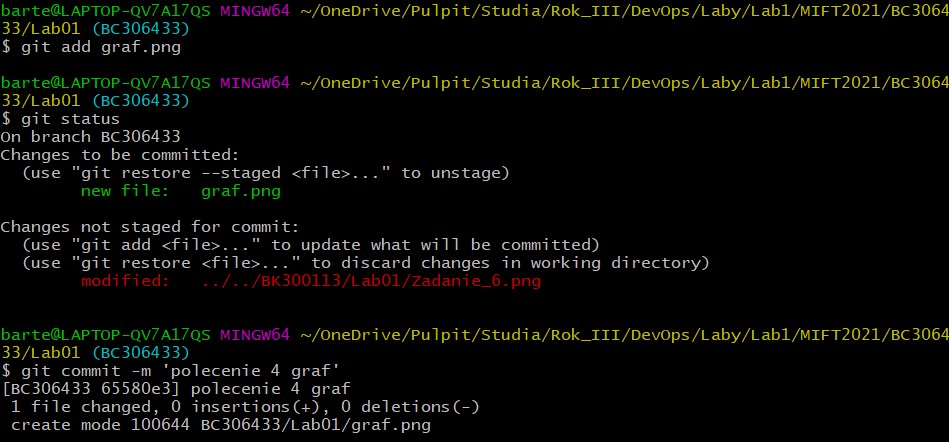 barte@LAPTOP-QV7A17QS MINGW64 ~/OneDrive/Pulpit/Studia/Rok_III/DevOps/Laby/Lab1/MIFT2021/BC3064
33/Lab01 (BC306433)
$ git add graf.png
barte@LAPTOP-QV7A17QS MINGW64 ~/OneDrive/Pulpit/Studia/Rok_III/DevOps/Laby/Lab1/MIFT2021/BC3064
33/Lab01 (BC306433)
$ git status
On branch BC306433
Changes to be committed:
  (use "git restore --staged <file>..." to unstage)
        new file:   graf.png
Changes not staged for commit:
  (use "git add <file>..." to update what will be committed)
  (use "git restore <file>..." to discard changes in working directory)
        modified:   ../../BK300113/Lab01/Zadanie_6.png
barte@LAPTOP-QV7A17QS MINGW64 ~/OneDrive/Pulpit/Studia/Rok_III/DevOps/Laby/Lab1/MIFT2021/BC3064
33/Lab01 (BC306433)
$ git commit -m 'polecenie 4 graf'
[BC306433 65580e3] polecenie 4 graf
 1 file changed, 0 insertions(+), 0 deletions(-)
 create mode 100644 BC306433/Lab01/graf.png